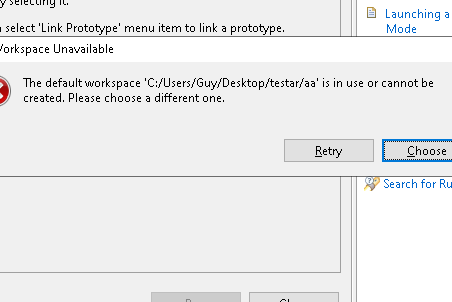 by selecting it.
select 'Link Prototype' menu item to link a prototype.
Launching a
Mode
Workspace Unavailable
The default workspace 'C:/Users/Guy/Desktop/testar/aa' is in use or cannot be
created. Please choose a different one.
Retry
Choose
Search for Ru